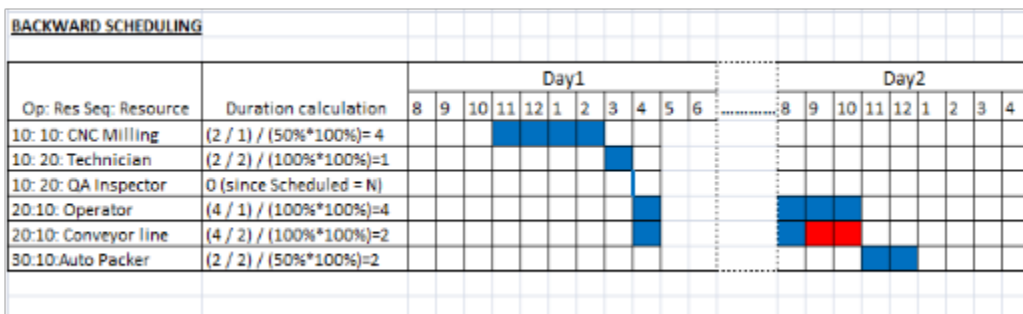 BACKWARD SCHEDULING
Day1 Day2
Op: Res Seq: Resource Duration calculation 8 9 10 11 12 1 2 3 4 5 6 ............. 8 9 10 11 12 1 2 3 4
10: 10: CNC Milling (2 / 1) / (50%*100%)= 4
10: 20: Technician (2 / 2) / (100%*100%)=1
10: 20: QA Inspector 0 (since Scheduled = N)
20:10: Operator (4 / 1) / (100%*100%)=4
20:10: Conveyor line (4 / 2) / (100%*100%)=2
30:10:Auto Packer (2 / 2) / (50%*100%)=2